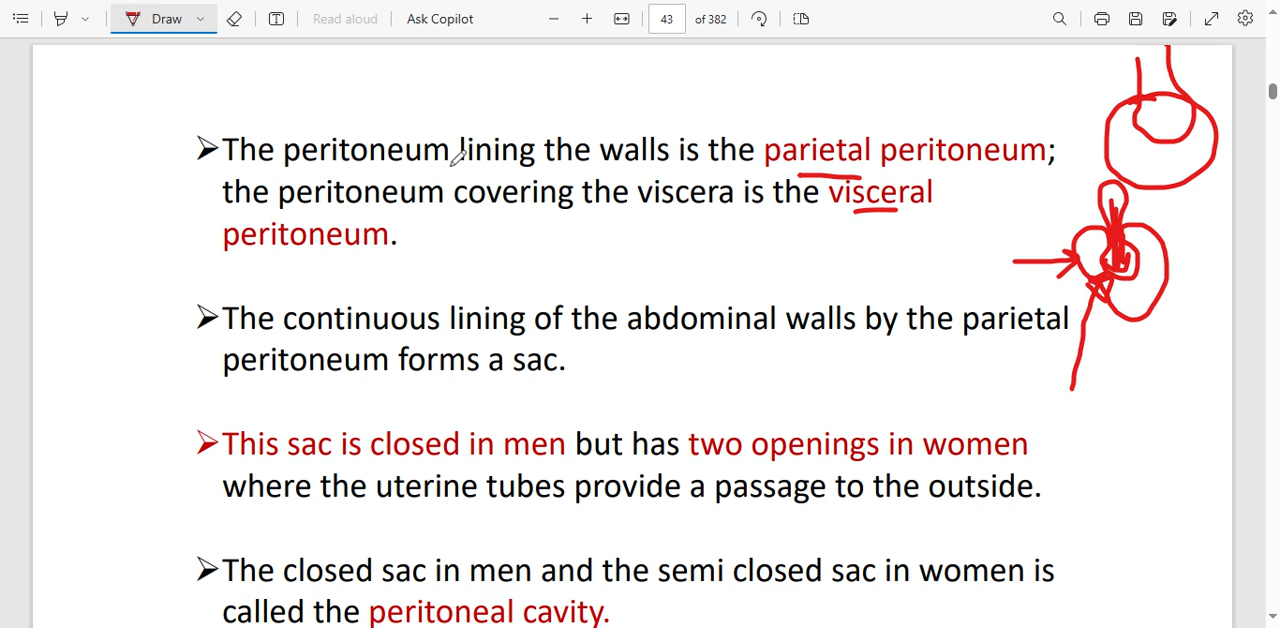 Draw
Read aloud
Ask Copilot
43
of 382
➢The peritoneum lining the walls is the parietal peritoneum;
the peritoneum covering the viscera is the visceral
peritoneum.
➢The continuous lining of the abdominal walls by the parietal
peritoneum forms a sac.
➢This sac is closed in men but has two openings in women
where the uterine tubes provide a passage to the outside.
➢The closed sac in men and the semi closed sac in women is
called the peritoneal cavity.